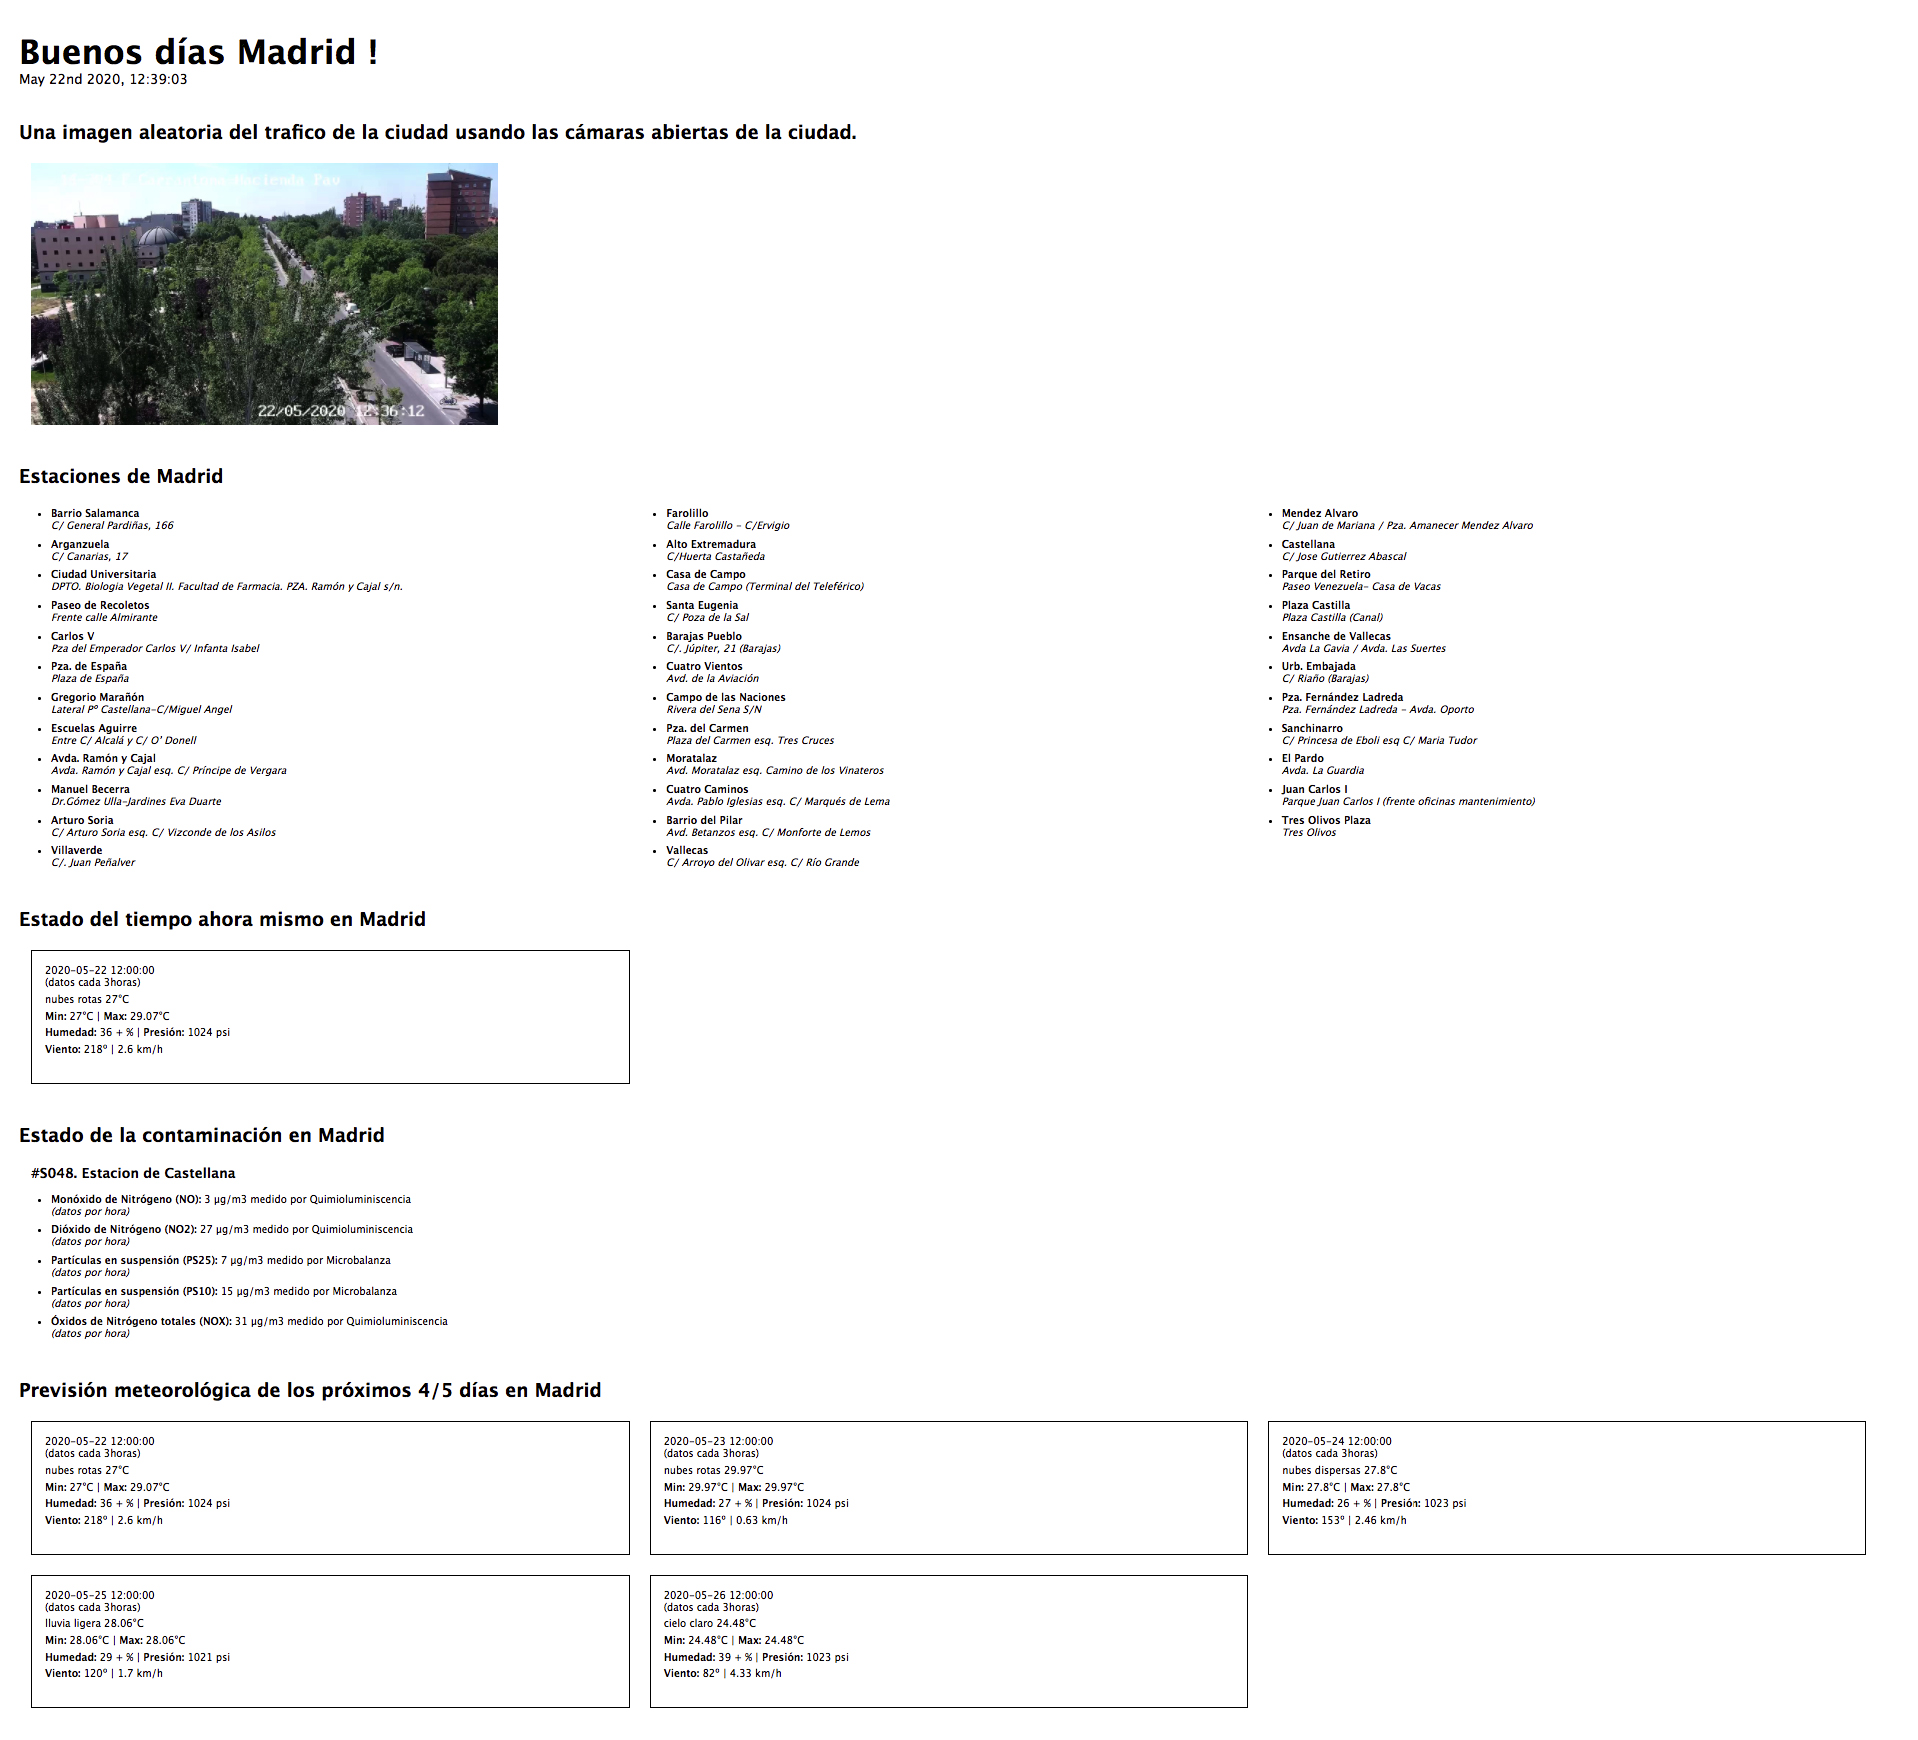 Buenos días Madrid !
May 22nd 2020, 12:39:03
Una imagen aleatoria del trafico de la ciudad usando las cámaras abiertas de la ciudad.
22/05/2020 12:36:12
Estaciones de Madrid
Barrio Salamanca
C/ General Pardiñas, 166
Arganzuela
C/ Canarias, 17
Ciudad Universitaria
DPTO. Biologia Vegetal II. Facultad de Farmacia. PZA. Ramón y Cajal s/n.
Paseo de Recoletos
Frente calle Almirante
Carlos V
Pza del Emperador Carlos V/ Infanta Isabel
Pza. de España
Plaza de España
Gregorio Marañón
Lateral Pº Castellana-C/Miguel Angel
Escuelas Aguirre
Entre C/ Alcalá y C/ O' Donell
Avda. Ramón y Cajal
Avda. Ramón y Cajal esq. C/ Príncipe de Vergara
Manuel Becerra
Dr.Gómez Ulla-Jardines Eva Duarte
Arturo Soria
C/ Arturo Soria esq. C/ Vizconde de los Asilos
Villaverde
C/. Juan Peñalver
Farolillo
Calle Farolillo - C/Ervigio
Alto Extremadura
C/Huerta Castañeda
Casa de Campo
Casa de Campo (Terminal del Teleférico)
Santa Eugenia
C/ Poza de la Sal
Barajas Pueblo
C/. Júpiter, 21 (Barajas)
Cuatro Vientos
Avd. de la Aviación
Campo de las Naciones
Rivera del Sena S/N
Pza. del Carmen
Plaza del Carmen esq. Tres Cruces
Moratalaz
Avd. Moratalaz esq. Camino de los Vinateros
Cuatro Caminos
Avda. Pablo Iglesias esq. C/ Marqués de Lema
Barrio del Pilar
Avd. Betanzos esq. C/ Monforte de Lemos
Vallecas
C/ Arroyo del Olivar esq. C/ Río Grande
Mendez Alvaro
C/ Juan de Mariana / Pza. Amanecer Mendez Alvaro
Castellana
C/ Jose Gutierrez Abascal
Parque del Retiro
Paseo Venezuela- Casa de Vacas
Plaza Castilla
Plaza Castilla (Canal)
Ensanche de Vallecas
Avda La Gavia / Avda. Las Suertes
Urb. Embajada
C/ Riaño (Barajas)
Pza. Fernández Ladreda
Pza. Fernández Ladreda - Avda. Oporto
Sanchinarro
C/ Princesa de Eboli esq C/ Maria Tudor
El Pardo
Avda. La Guardia
Juan Carlos I
Parque Juan Carlos I (frente oficinas mantenimiento)
Tres Olivos Plaza
Tres Olivos
Estado del tiempo ahora mismo en Madrid
2020-05-22 12:00:00
(datos cada 3horas)
nubes rotas 27°C
Min: 27°C | Max: 29.07°C
Humedad: 36 + % | Presión: 1024 psi
Viento: 218º | 2.6 km/h
Estado de la contaminación en Madrid
#S048. Estacion de Castellana
Monóxido de Nitrógeno (NO): 3 µg/m3 medido por Quimioluminiscencia
(datos por hora)
Dióxido de Nitrógeno (NO2): 27 µg/m3 medido por Quimioluminiscencia
(datos por hora)
Partículas en suspensión (PS25): 7 µg/m3 medido por Microbalanza
(datos por hora)
Partículas en suspensión (PS10): 15 µg/m3 medido por Microbalanza
(datos por hora)
Óxidos de Nitrógeno totales (NOX): 31 µg/m3 medido por Quimioluminiscencia
(datos por hora)
Previsión meteorológica de los próximos 4/5 días en Madrid
2020-05-22 12:00:00
(datos cada 3horas)
nubes rotas 27°C
Min: 27°C | Max: 29.07°C
Humedad: 36 + % | Presión: 1024 psi
Viento: 218º | 2.6 km/h
2020-05-23 12:00:00
(datos cada 3horas)
nubes rotas 29.97°C
Min: 29.97°C | Max: 29.97°C
Humedad: 27 + % | Presión: 1024 psi
Viento: 116º | 0.63 km/h
2020-05-24 12:00:00
(datos cada 3horas)
nubes dispersas 27.8°C
Min: 27.8°C | Max: 27.8°C
Humedad: 26 + % | Presión: 1023 psi
Viento: 153º | 2.46 km/h
2020-05-25 12:00:00
(datos cada 3horas)
lluvia ligera 28.06°C
Min: 28.06°C | Max: 28.06°C
Humedad: 29 + % | Presión: 1021 psi
Viento: 120º | 1.7 km/h
2020-05-26 12:00:00
(datos cada 3horas)
cielo claro 24.48°C
Min: 24.48°C | Max: 24.48°C
Humedad: 39 + % | Presión: 1023 psi
Viento: 82º | 4.33 km/h